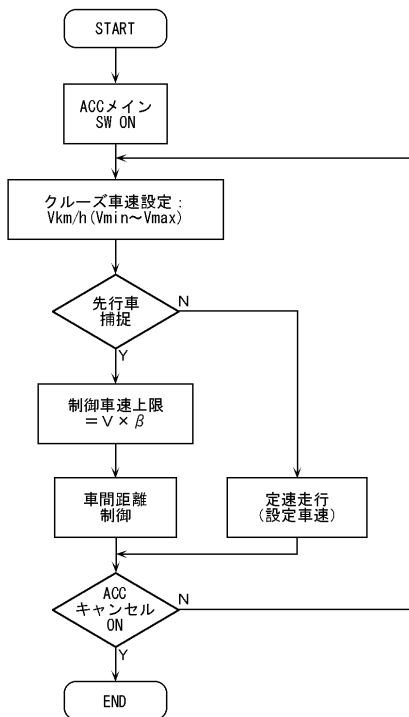 START
ACCメイン
SW ON
クルーズ車速設定：
Vkm/h(Vmin～Vmax)
先行車
捕捉
N
Y
制御車速上限
＝V×β
車間距離
制御
定速走行
(設定車速)
ACC
キャンセル
ON
N
Y
END